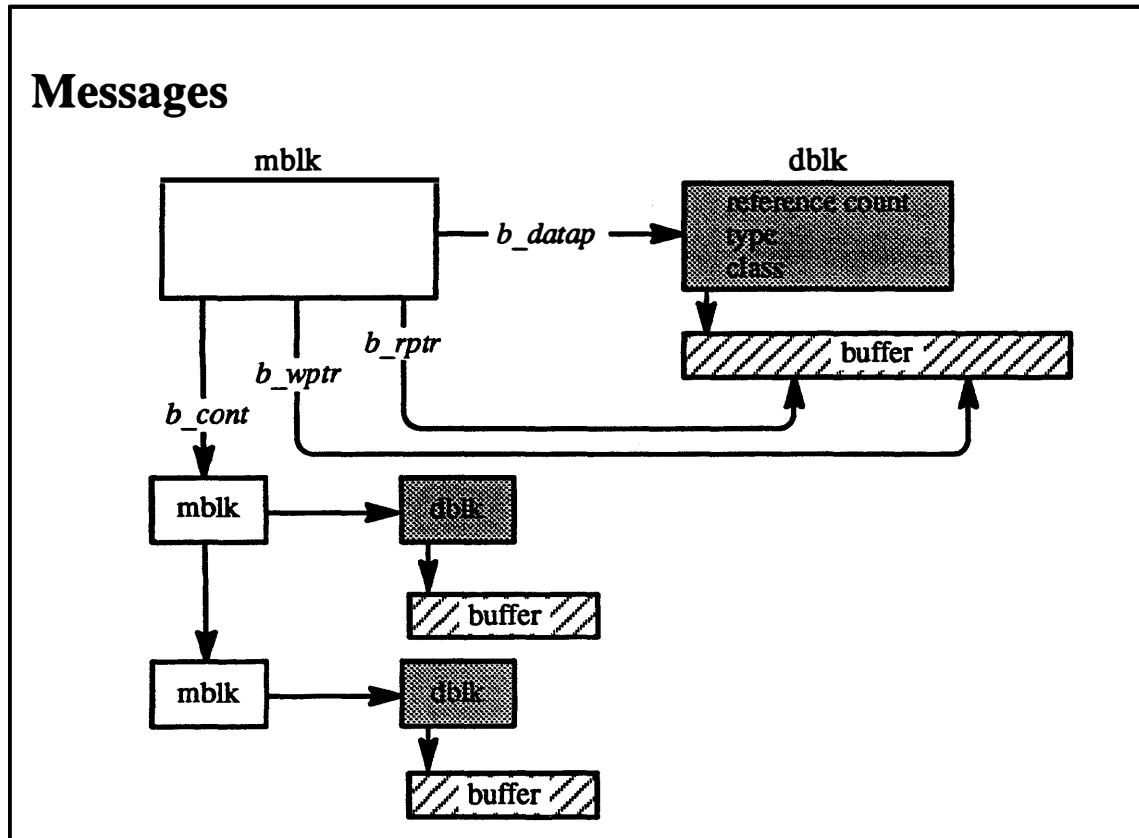 Messages
mblk
dblk
reference count
b_datap
type
class
b_rptr
buffer
b_wptr
b_cont
mblk
dblk
buffer
mblk
dblk
buffer